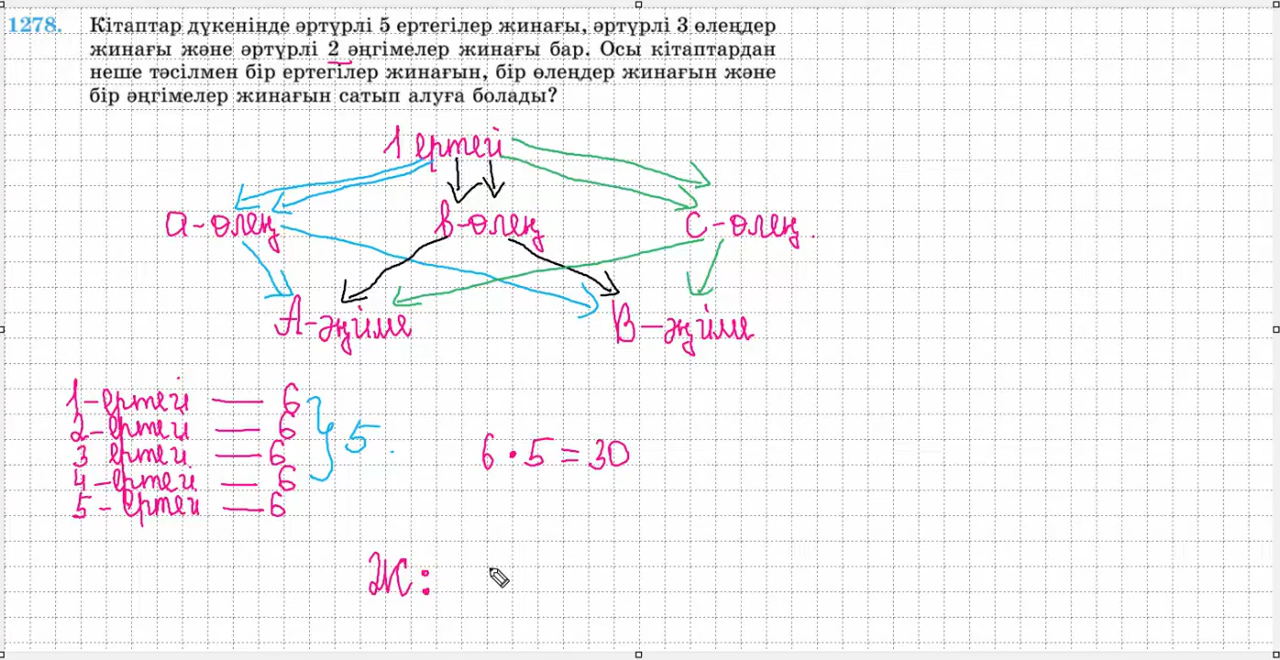 1278. Кітаптар дүкенінде әртүрлі 5 ертегілер жинағы, әртүрлі 3 өлеңдер
жинағы және әртүрлі 2 әңгімелер жинағы бар. Осы кітаптардан
неше тәсілмен бір ертегілер жинағын, бір өлеңдер жинағын және
бір әңгімелер жинағын сатып алуға болады?
1 ертегі
а-өлең в-өлең с-өлең.
А-әңгіме В-әңгіме
1-ертегі — 6
2-ертегі — 6
3 ертегі — 6
4-ертегі — 6
5-ертегі — 6
5.
6 · 5 = 30
Ж: